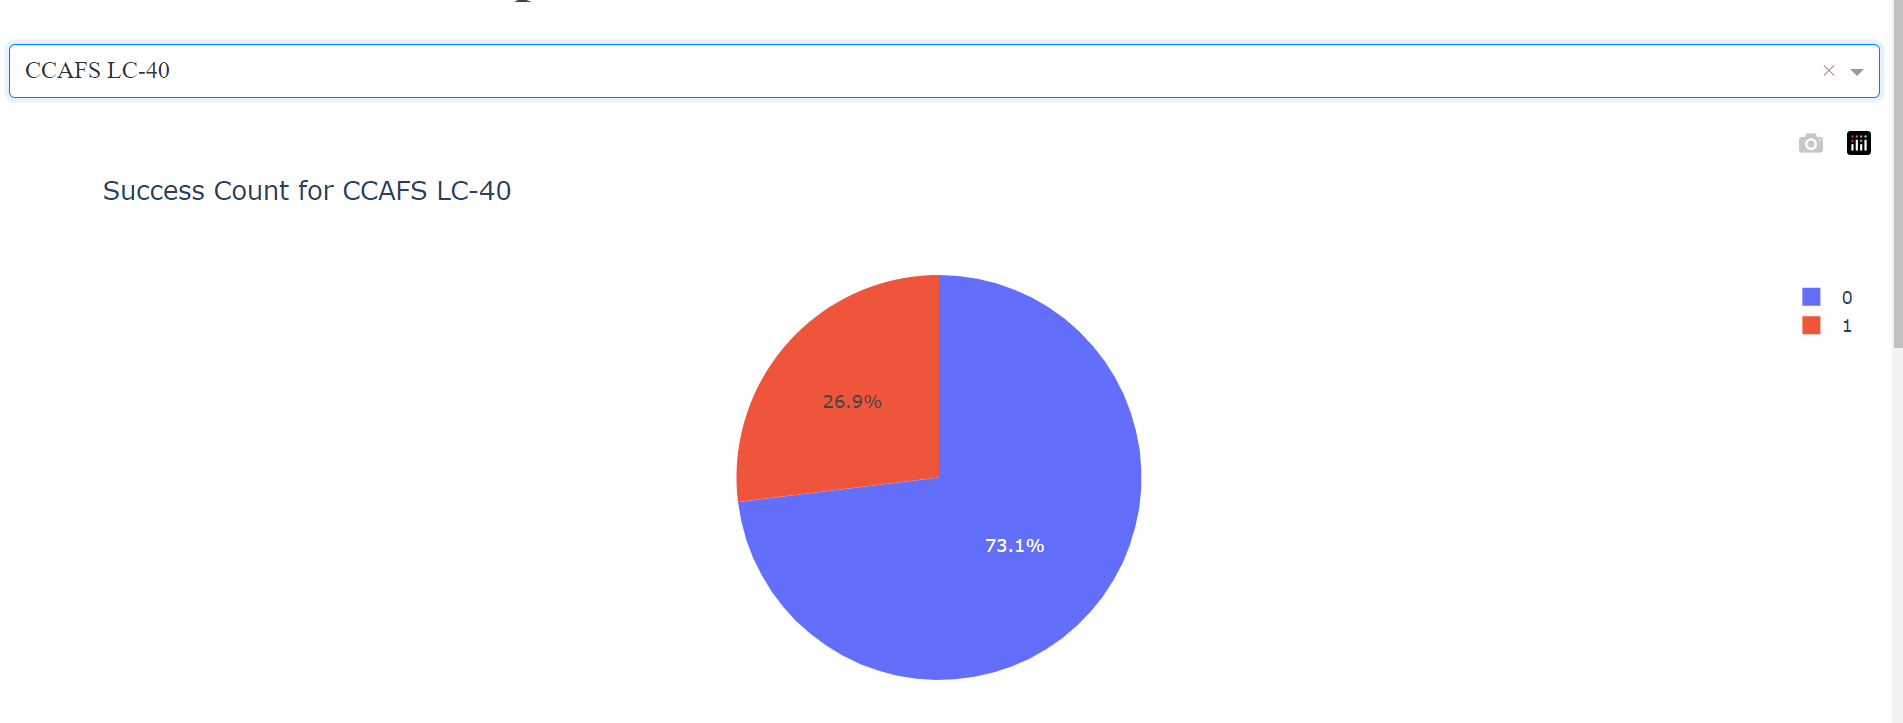 CCAFS LC-40
Success Count for CCAFS LC-40
0
1
26.9%
73.1%